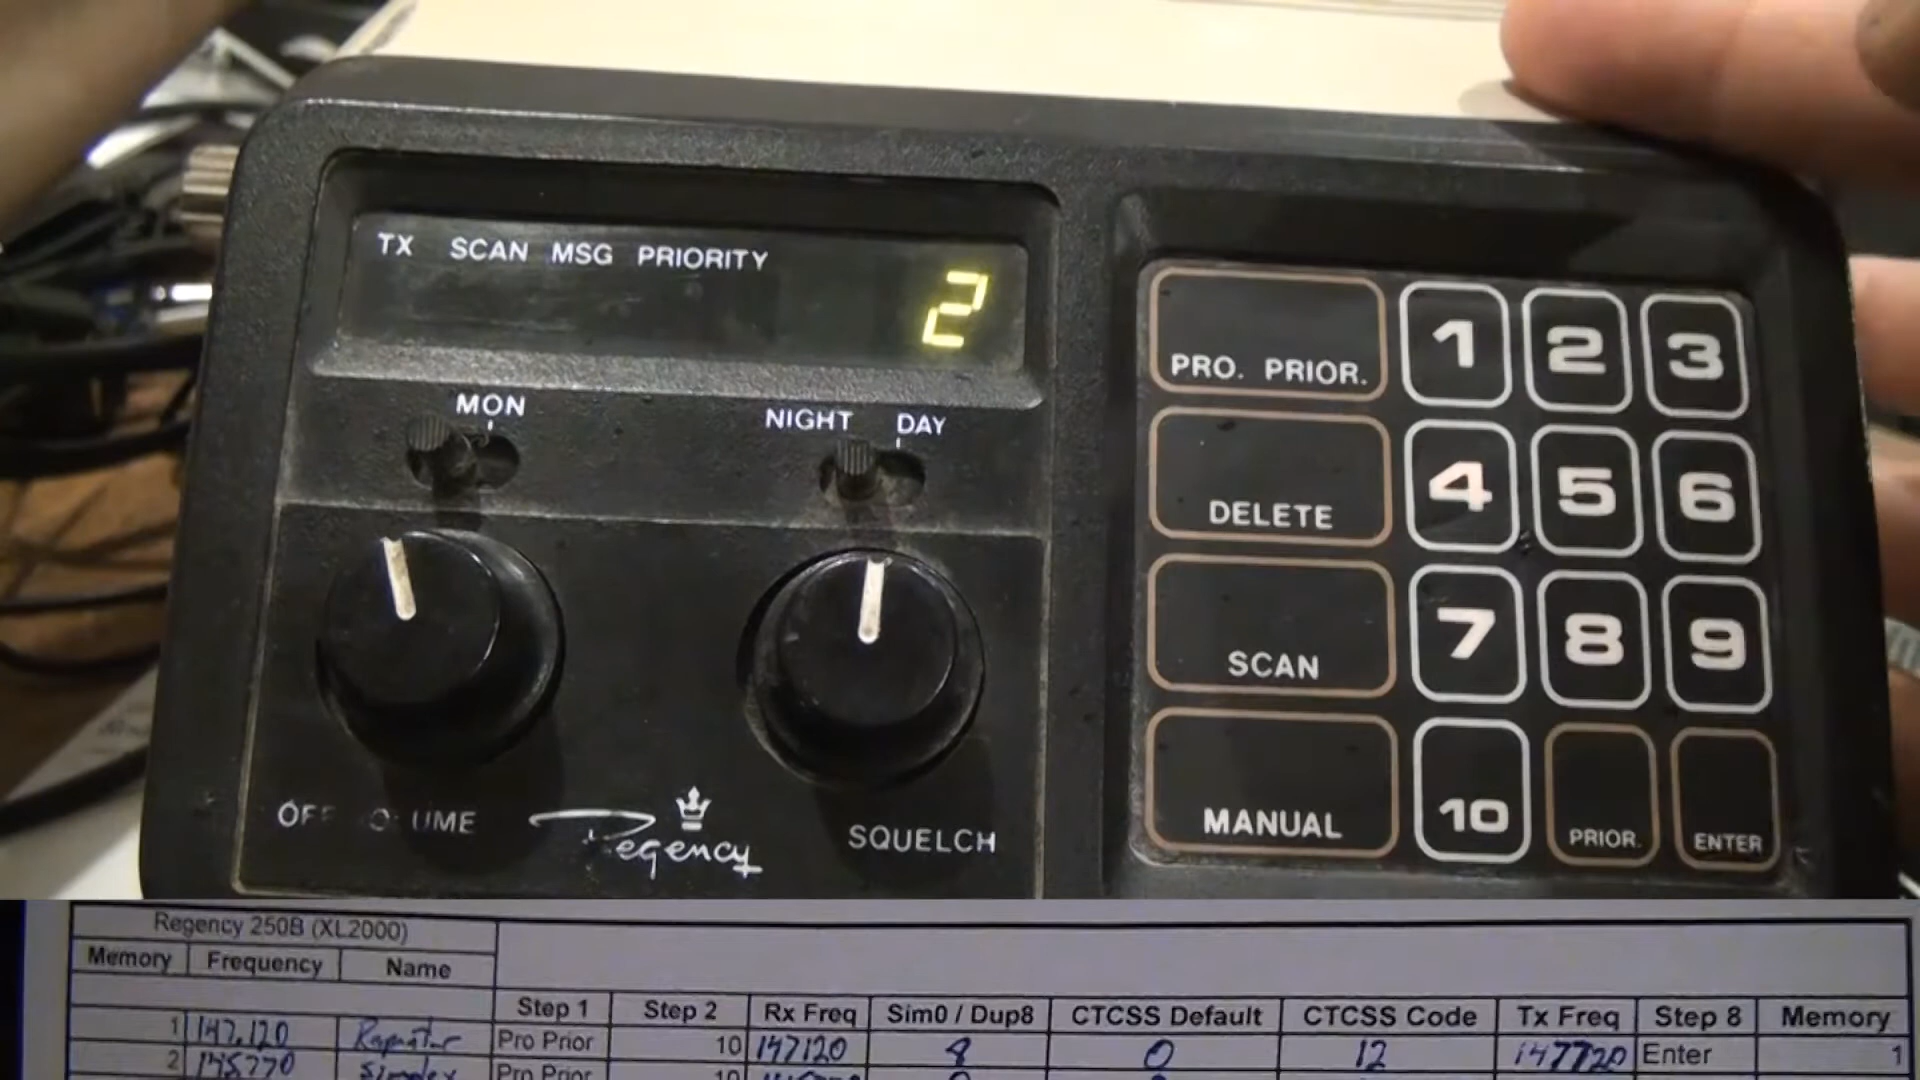 TX SCAN MSG PRIORITY
2
MON
NIGHT DAY
SQUELCH
Regency
PRO. PRIOR.
1 2 3
DELETE
4 5 6
SCAN
7 8 9
MANUAL
10 PRIOR. ENTER
Regency 250B (XL2000)
Memory Frequency Name
Step 1 Step 2 Rx Freq Sim0 / Dup8 CTCSS Default CTCSS Code Tx Freq Step 8 Memory
1 147,120 Pro Prior 10 147120 8 0 12 147720 Enter 1
2 145,770 Simplex Pro Prior 10